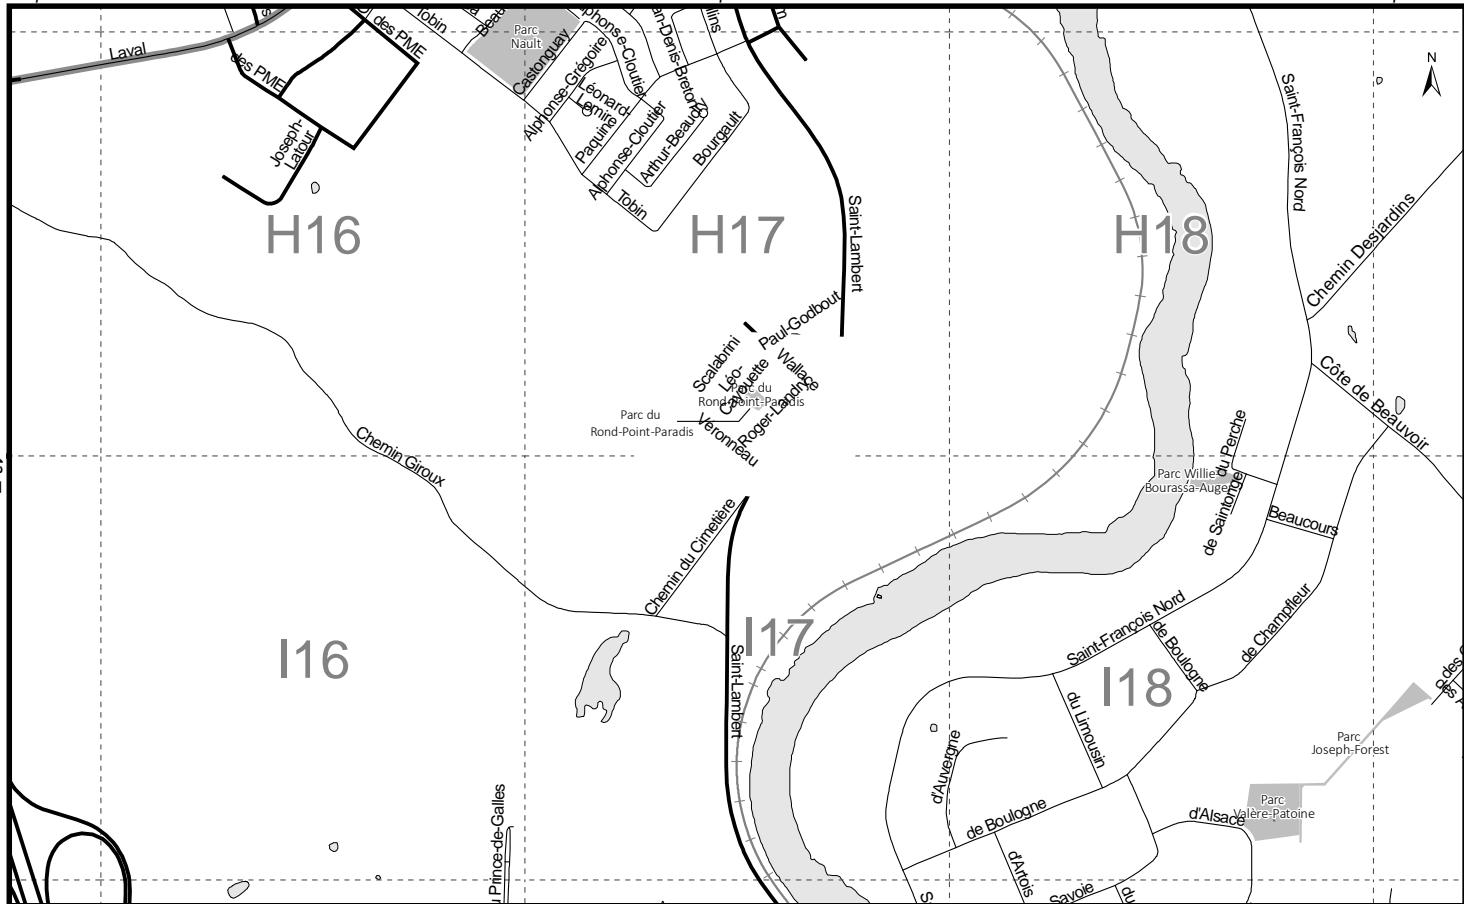 Laval
des PME
des PME
Tobin
Parc
Nault
Castonguay
Alphonse-Grégoire
Alphonse-Cloutier
Jean-Denis-Breton
Léonard-
Lemire
Paquin
Alphonse-Cloutier
Arthur-Beaudry
Bourgault
Tobin
Joseph-
Latour
N
Saint-François Nord
H16
H17
H18
Saint-Lambert
Chemin Desjardins
Paul-Godbout
Scalabrini
Léo-
Cayouette
Wallace
Parc du
Rond-Point-Paradis
Roger-Landry
Parc du
Rond-Point-Paradis
Véronneau
Côte de Beauvoir
Chemin Giroux
du Perche
Parc Willie-
Bourassa-Auger
de Saintonge
Beaucours
Chemin du Cimetière
Saint-François Nord
de Boulogne
de Champfleur
I16
I17
I18
Saint-Lambert
du Limousin
Parc
Joseph-Forest
d'Auvergne
de Boulogne
d'Alsace
Parc
Valère-Patoine
u Prince-de-Galles
d'Artois
Savoie
du